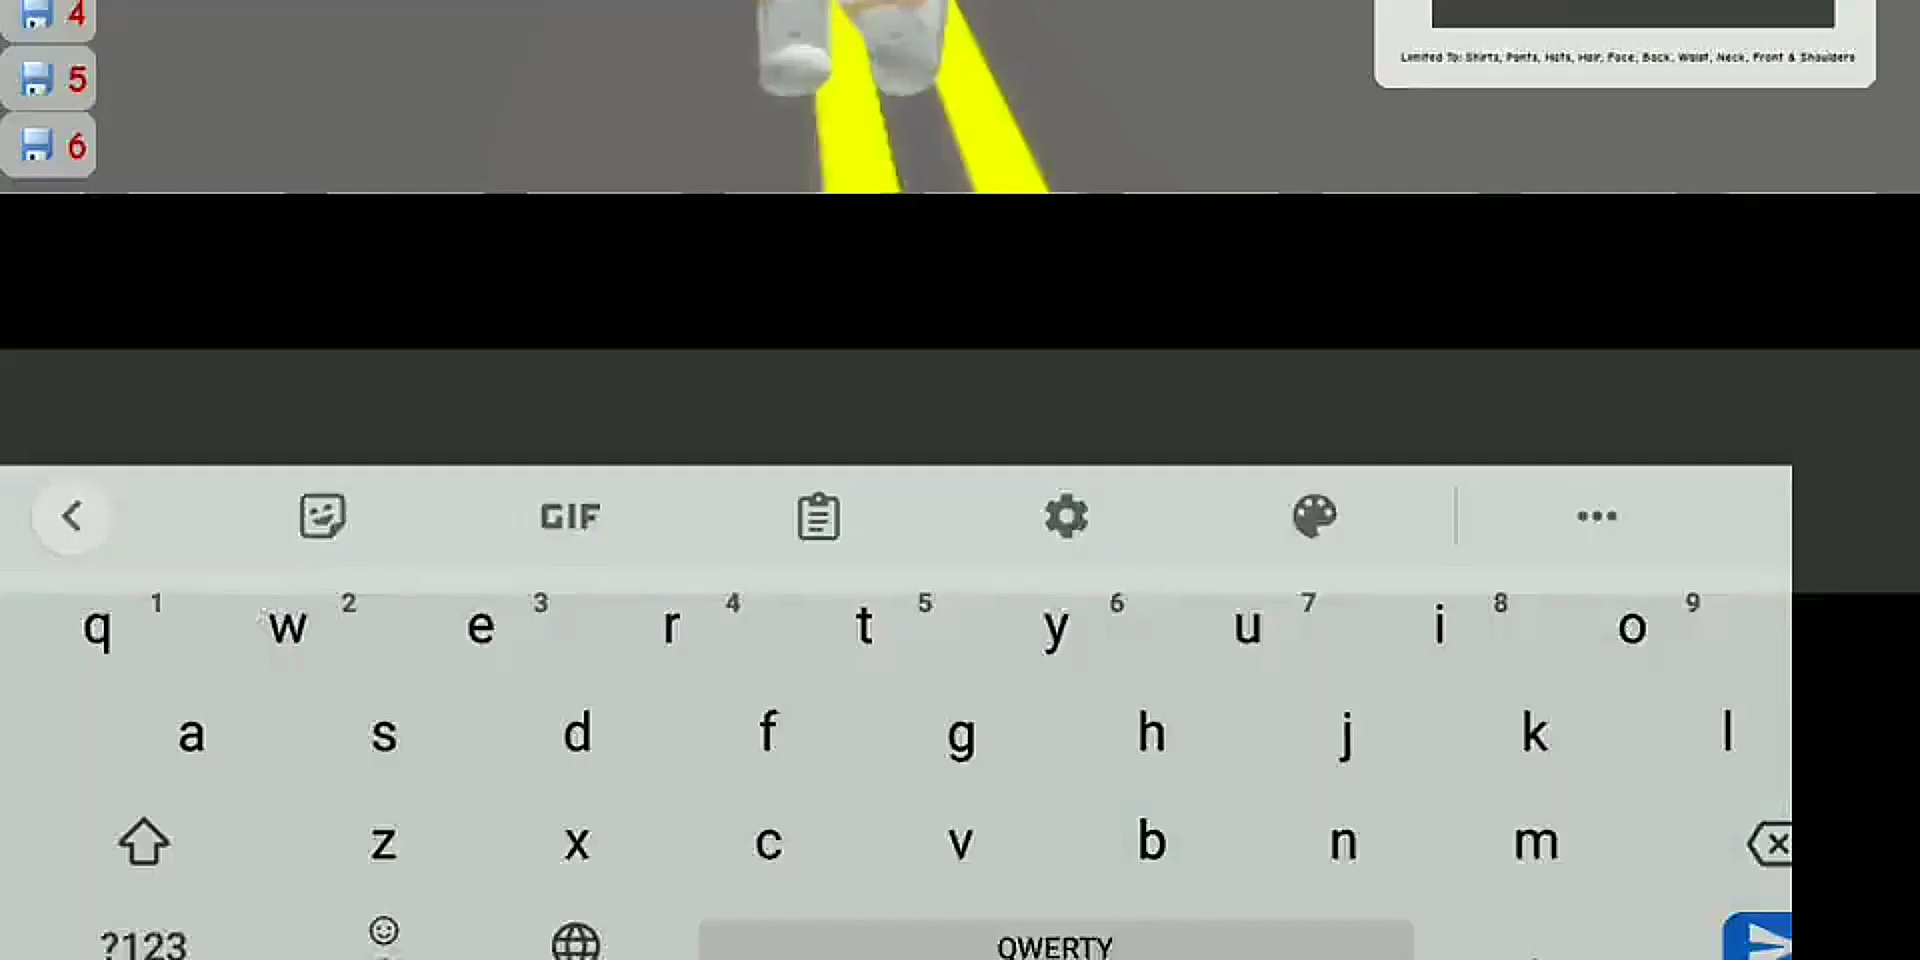 4
5
6
Limited To: Shirts, Pants, Hats, Hair, Face, Back, Waist, Neck, Front & Shoulders
GIF
q 1 w 2 e 3 r 4 t 5 y 6 u 7 i 8 o 9
a s d f g h j k l
z x c v b n m
?123 QWERTY